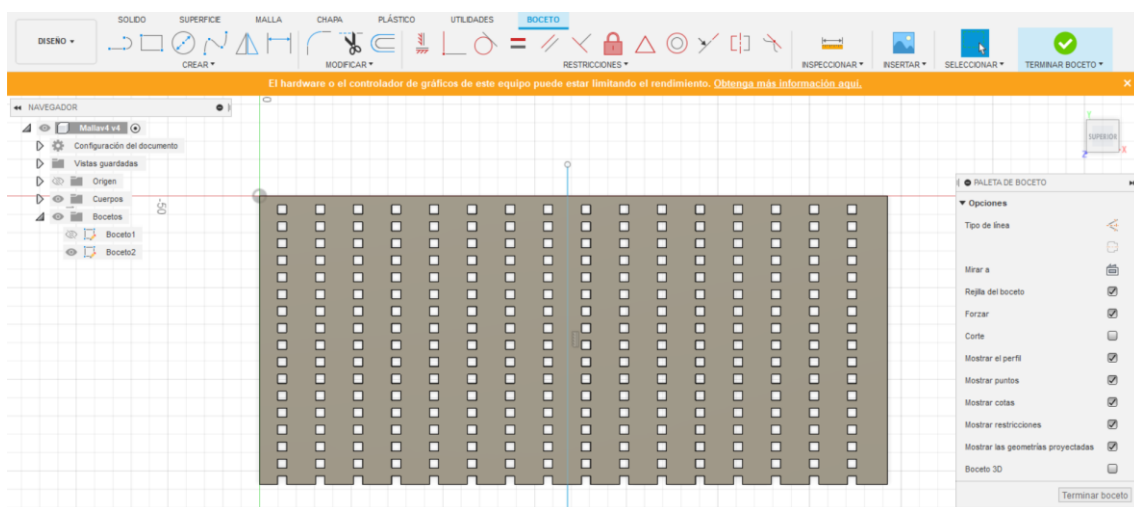 SOLIDO SUPERFICE MALLA CHAPA PLÁSTICO UTILIDADES BOCETO
DISEÑO
CREAR MODIFICAR RESTRICCIONES INSPECCIONAR INSERTAR SELECCIONAR TERMINAR BOCETO
El hardware o el controlador de gráficos de este equipo puede estar limitando el rendimiento. Obtenga más información aquí.
NAVEGADOR
Mallav4 v4
Configuración del documento
Vistas guardadas
Origen
Cuerpos
Bocetos
Boceto1
Boceto2
0
-50
Y
SUPERIOR
X
Z
PALETA DE BOCETO
Opciones
Tipo de línea
Mirar a
Rejilla del boceto
Forzar
Corte
Mostrar el perfil
Mostrar puntos
Mostrar cotas
Mostrar restricciones
Mostrar las geometrías proyectadas
Boceto 3D
Terminar boceto